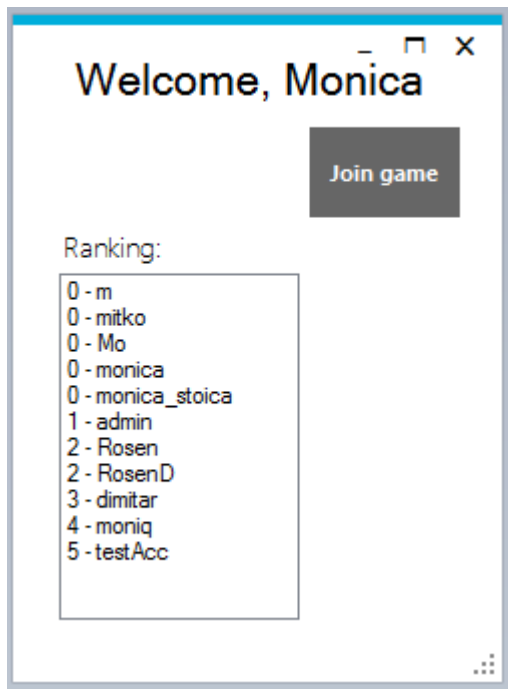 Welcome, Monica
Join game
Ranking:
0 - m
0 - mitko
0 - Mo
0 - monica
0 - monica_stoica
1 - admin
2 - Rosen
2 - RosenD
3 - dimitar
4 - moniq
5 - testAcc